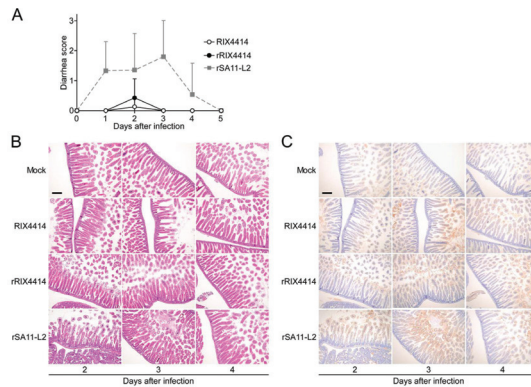 A
Diarrhea score
3
2
1
0
RIX4414
rRIX4414
rSA11-L2
0 1 2 3 4 5
Days after infection
B
Mock
RIX4414
rRIX4414
rSA11-L2
2 3 4
Days after infection
C
Mock
RIX4414
rRIX4414
rSA11-L2
2 3 4
Days after infection